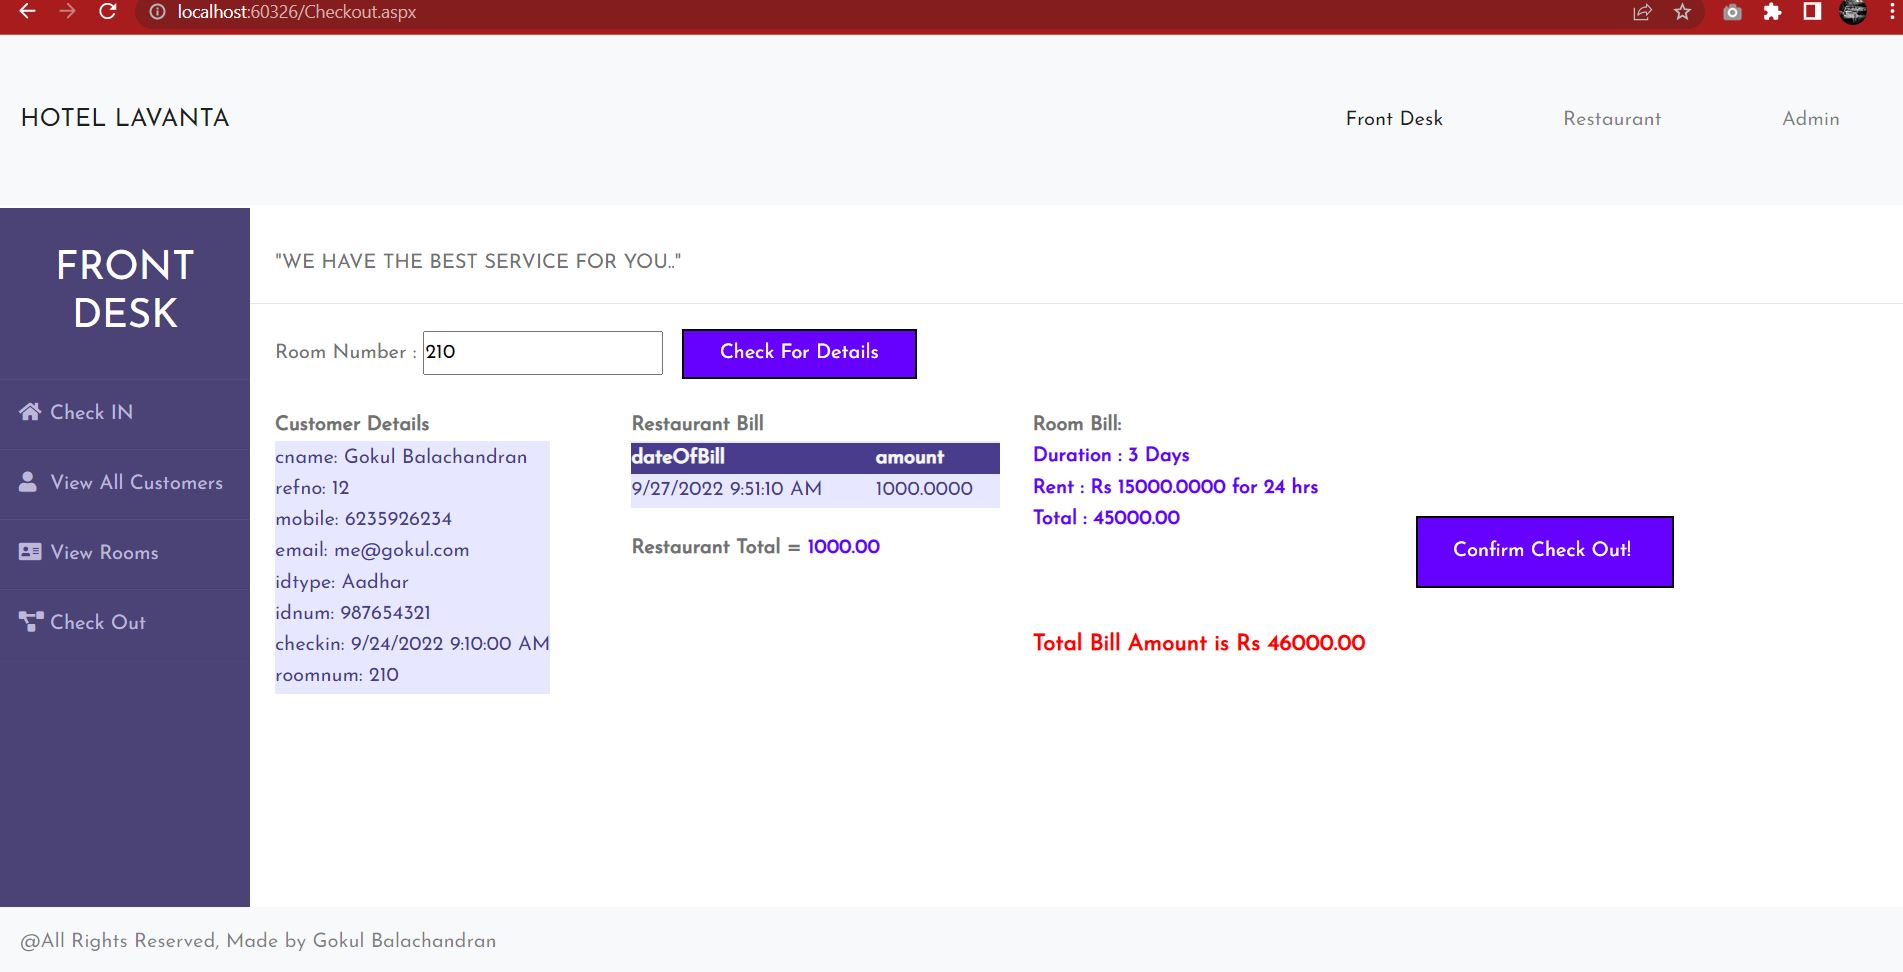 localhost:60326/Checkout.aspx
HOTEL LAVANTA
Front Desk
Restaurant
Admin
FRONT
DESK
Check IN
View All Customers
View Rooms
Check Out
"WE HAVE THE BEST SERVICE FOR YOU.."
Room Number : 210
Check For Details
Customer Details
cname: Gokul Balachandran
refno: 12
mobile: 6235926234
email: me@gokul.com
idtype: Aadhar
idnum: 987654321
checkin: 9/24/2022 9:10:00 AM
roomnum: 210
Restaurant Bill
dateOfBill amount
9/27/2022 9:51:10 AM 1000.0000
Restaurant Total = 1000.00
Room Bill:
Duration : 3 Days
Rent : Rs 15000.0000 for 24 hrs
Total : 45000.00
Confirm Check Out!
Total Bill Amount is Rs 46000.00
@All Rights Reserved, Made by Gokul Balachandran